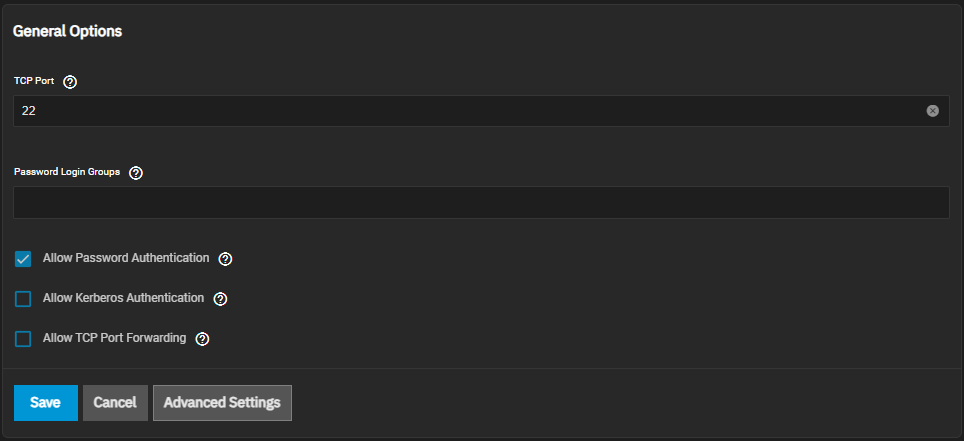 General Options
TCP Port
22
Password Login Groups
Allow Password Authentication
Allow Kerberos Authentication
Allow TCP Port Forwarding
Save Cancel Advanced Settings